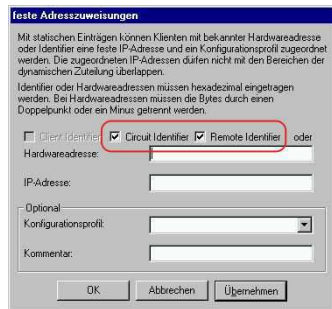 feste Adresszuweisungen
Mit statischen Einträgen können Klienten mit bekannter Hardwareadresse
oder Identifier eine feste IP-Adresse und ein Konfigurationsprofil zugeordnet
werden. Die zugeordneten IP-Adressen dürfen nicht mit den Bereichen der
dynamischen Zuteilung überlappen.
Identifier oder Hardwareadressen müssen hexadezimal eingetragen
werden. Bei Hardwareadressen müssen die Bytes durch einen
Doppelpunkt oder ein Minus getrennt werden.
Client Identifier Circuit Identifier Remote Identifier oder
Hardwareadresse:
IP-Adresse:
Optional
Konfigurationsprofil:
Kommentar:
OK Abbrechen Übernehmen